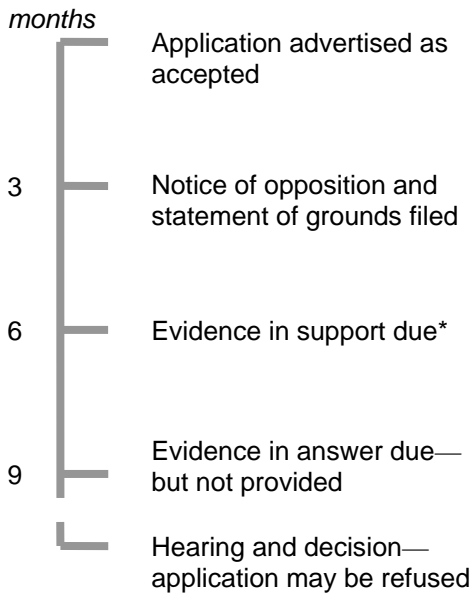 months
Application advertised as
accepted
3
Notice of opposition and
statement of grounds filed
6
Evidence in support due*
9
Evidence in answer due—
but not provided
Hearing and decision—
application may be refused